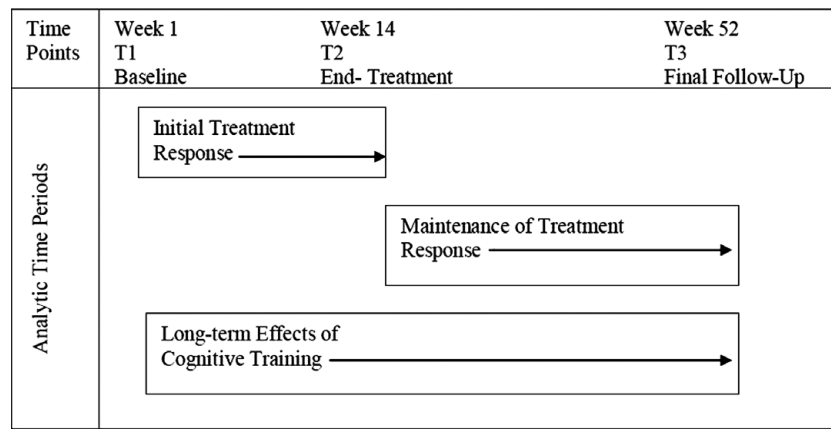 Time Points
Week 1
T1
Baseline
Week 14
T2
End- Treatment
Week 52
T3
Final Follow-Up
Analytic Time Periods
Initial Treatment
Response
Maintenance of Treatment
Response
Long-term Effects of
Cognitive Training